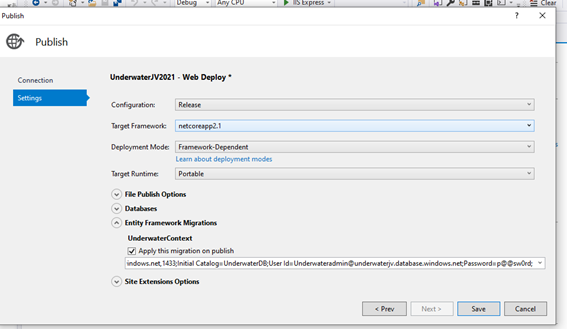 Debug
Any CPU
IIS Express
Clear
Publish
?
Publish
Connection
Settings
UnderwaterJV2021 - Web Deploy *
Configuration:
Release
Target Framework:
netcoreapp2.1
Deployment Mode:
Framework-Dependent
Learn about deployment modes
Target Runtime:
Portable
File Publish Options
Databases
Entity Framework Migrations
UnderwaterContext
Apply this migration on publish
indows.net,1433;Initial Catalog=UnderwaterDB;User Id=Underwateradmin@underwaterjv.database.windows.net;Password=p@@sw0rd;
Site Extensions Options
< Prev
Next >
Save
Cancel